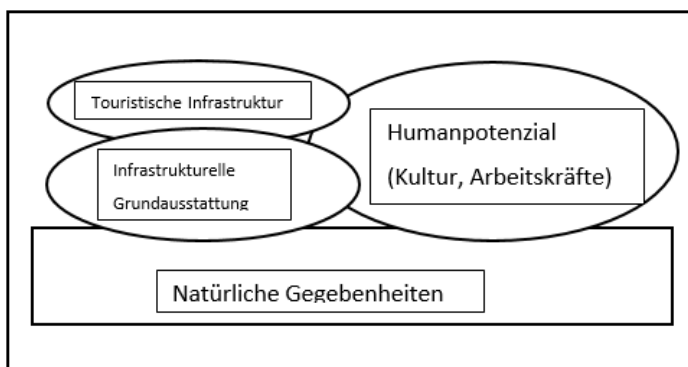 Touristische Infrastruktur
Humanpotenzial
(Kultur, Arbeitskräfte)
Infrastrukturelle
Grundausstattung
Natürliche Gegebenheiten